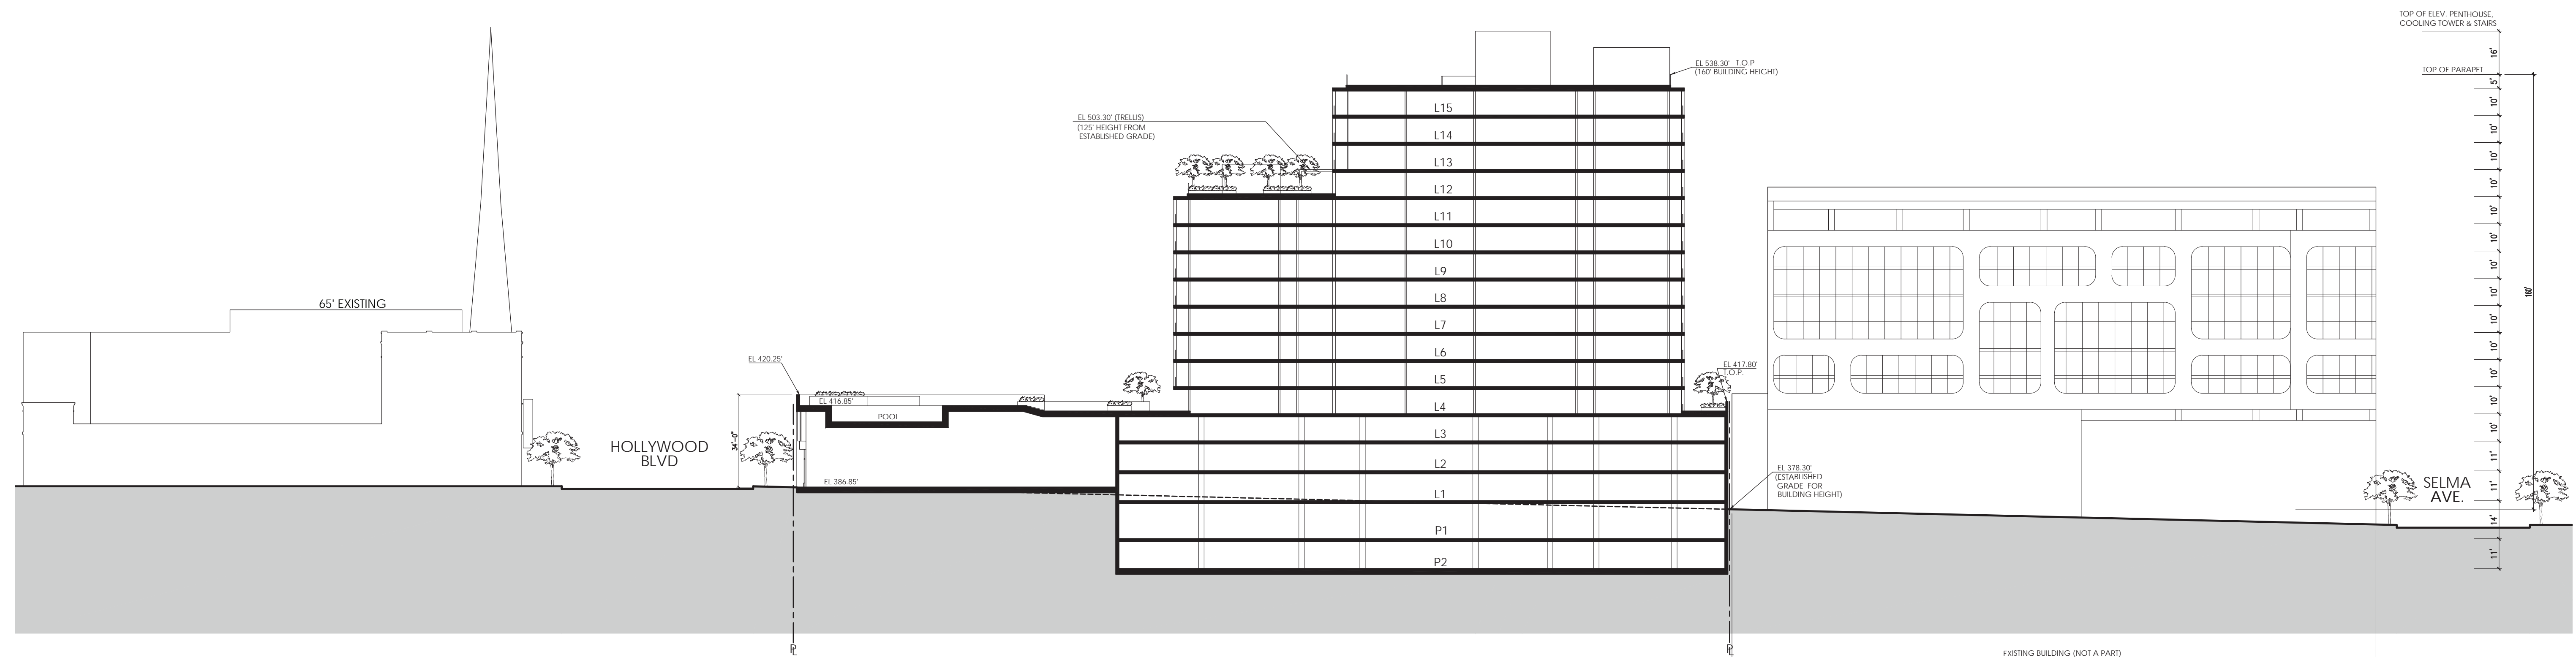 TOP OF ELEV. PENTHOUSE,
COOLING TOWER & STAIRS
16'
TOP OF PARAPET
5'
EL 538.30' T.O.P
(160' BUILDING HEIGHT)
EL 503.30' (TRELLIS)
(125' HEIGHT FROM
ESTABLISHED GRADE)
L15
L14
L13
L12
L11
L10
L9
L8
L7
L6
L5
L4
L3
L2
L1
P1
P2
10'
10'
10'
10'
10'
10'
10'
10'
10'
10'
10'
10'
10'
11'
11'
14'
11'
160'
65' EXISTING
HOLLYWOOD
BLVD
EL 420.25'
EL 416.85'
POOL
34'-0"
EL 386.85'
EL 417.80'
T.O.P.
EL 378.30'
(ESTABLISHED
GRADE FOR
BUILDING HEIGHT)
SELMA
AVE.
PL
PL
EXISTING BUILDING (NOT A PART)